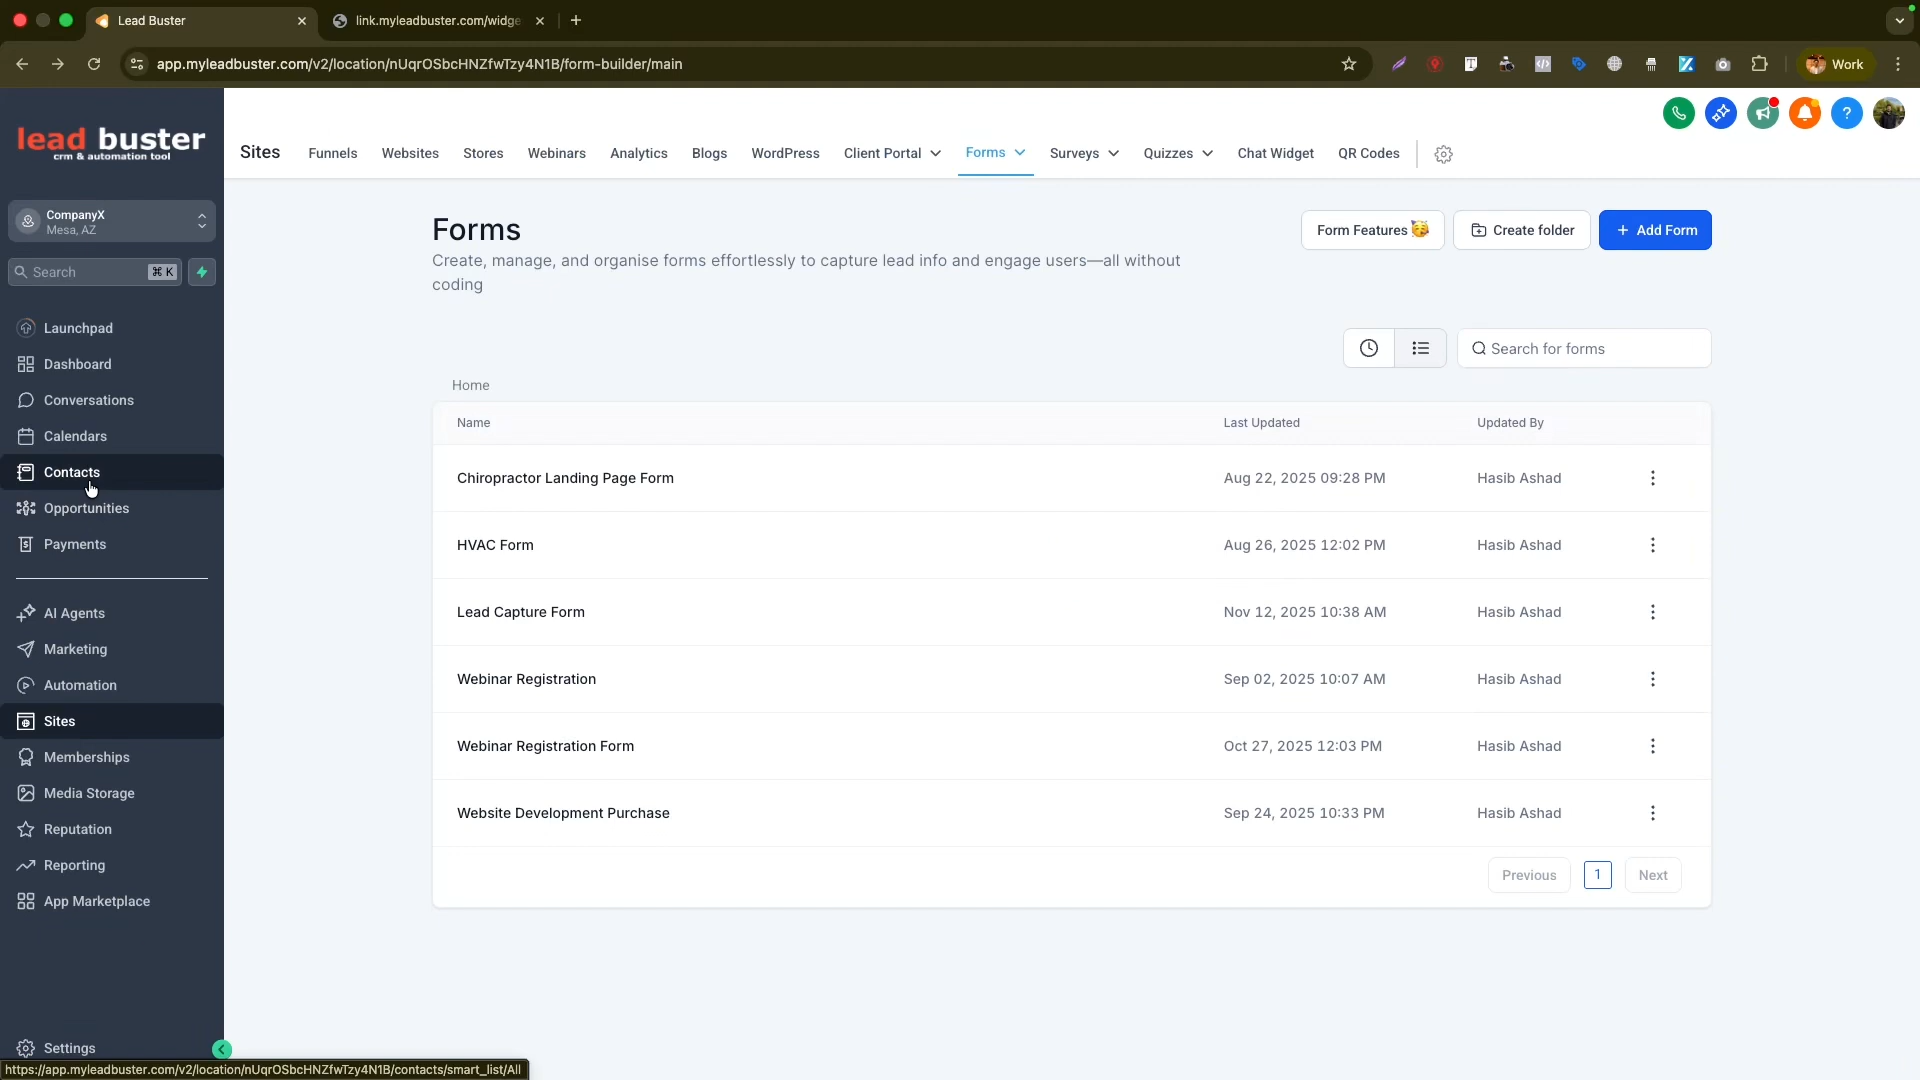 Lead Buster
link.myleadbuster.com/widge
app.myleadbuster.com/v2/location/nUqrOSbcHNZfwTzy4N1B/form-builder/main
Work
lead buster
crm & automation tool
CompanyX
Mesa, AZ
Search
⌘ K
Launchpad
Dashboard
Conversations
Calendars
Contacts
Opportunities
Payments
AI Agents
Marketing
Automation
Sites
Memberships
Media Storage
Reputation
Reporting
App Marketplace
Settings
https://app.myleadbuster.com/v2/location/nUqrOSbcHNZfwTzy4N1B/contacts/smart_list/All
Sites Funnels Websites Stores Webinars Analytics Blogs WordPress Client Portal Forms Surveys Quizzes Chat Widget QR Codes
Forms
Create, manage, and organise forms effortlessly to capture lead info and engage users—all without
coding
Form Features 🥳 Create folder + Add Form
Search for forms
Home
Name Last Updated Updated By
Chiropractor Landing Page Form Aug 22, 2025 09:28 PM Hasib Ashad
HVAC Form Aug 26, 2025 12:02 PM Hasib Ashad
Lead Capture Form Nov 12, 2025 10:38 AM Hasib Ashad
Webinar Registration Sep 02, 2025 10:07 AM Hasib Ashad
Webinar Registration Form Oct 27, 2025 12:03 PM Hasib Ashad
Website Development Purchase Sep 24, 2025 10:33 PM Hasib Ashad
Previous 1 Next